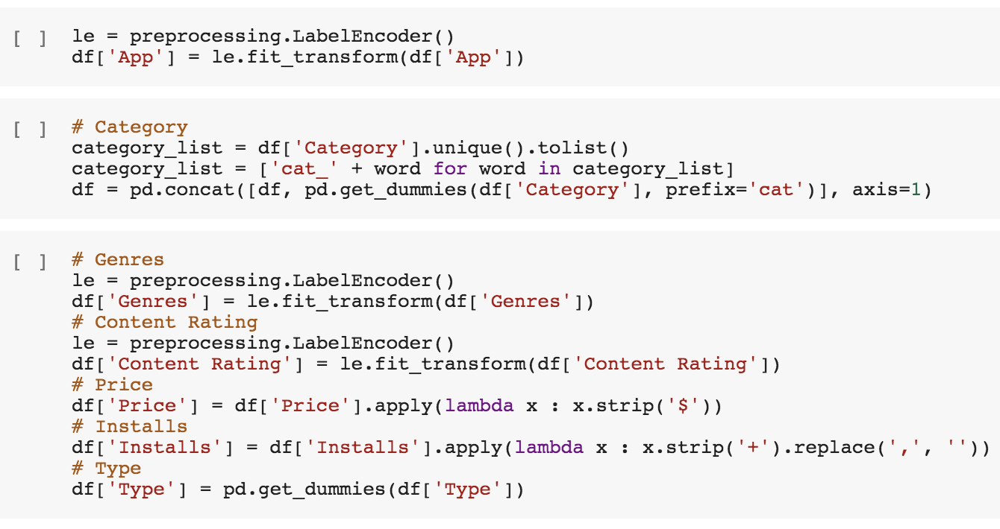 [ ] le = preprocessing.LabelEncoder()
df['App'] = le.fit_transform(df['App'])
[ ] # Category
category_list = df['Category'].unique().tolist()
category_list = ['cat_' + word for word in category_list]
df = pd.concat([df, pd.get_dummies(df['Category'], prefix='cat')], axis=1)
[ ] # Genres
le = preprocessing.LabelEncoder()
df['Genres'] = le.fit_transform(df['Genres'])
# Content Rating
le = preprocessing.LabelEncoder()
df['Content Rating'] = le.fit_transform(df['Content Rating'])
# Price
df['Price'] = df['Price'].apply(lambda x : x.strip('$'))
# Installs
df['Installs'] = df['Installs'].apply(lambda x : x.strip('+').replace(',', ''))
# Type
df['Type'] = pd.get_dummies(df['Type'])